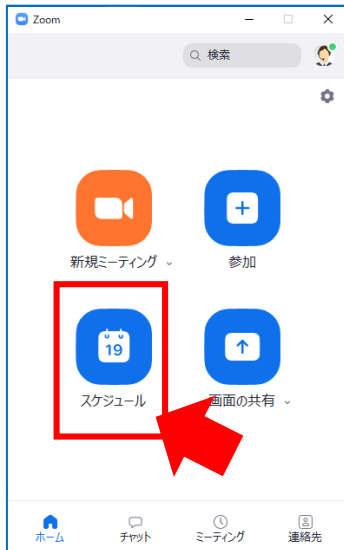 Zoom
検索
新規ミーティング
参加
19
スケジュール
画面の共有
ホーム
チャット
ミーティング
連絡先